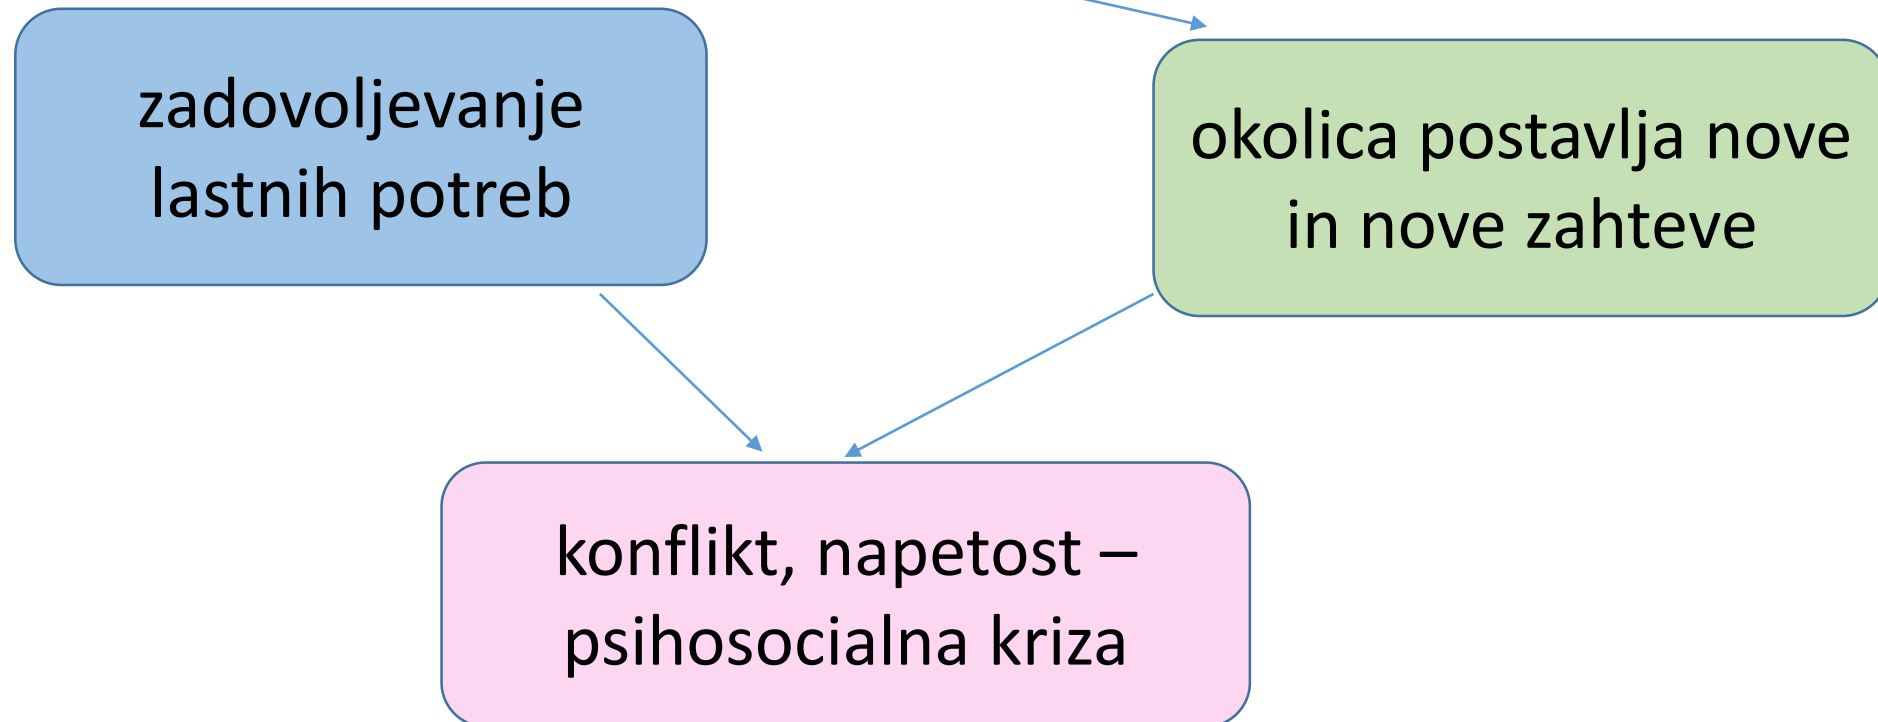 zadovoljevanje
lastnih potreb
okolica postavlja nove
in nove zahteve
konflikt, napetost –
psihosocialna kriza